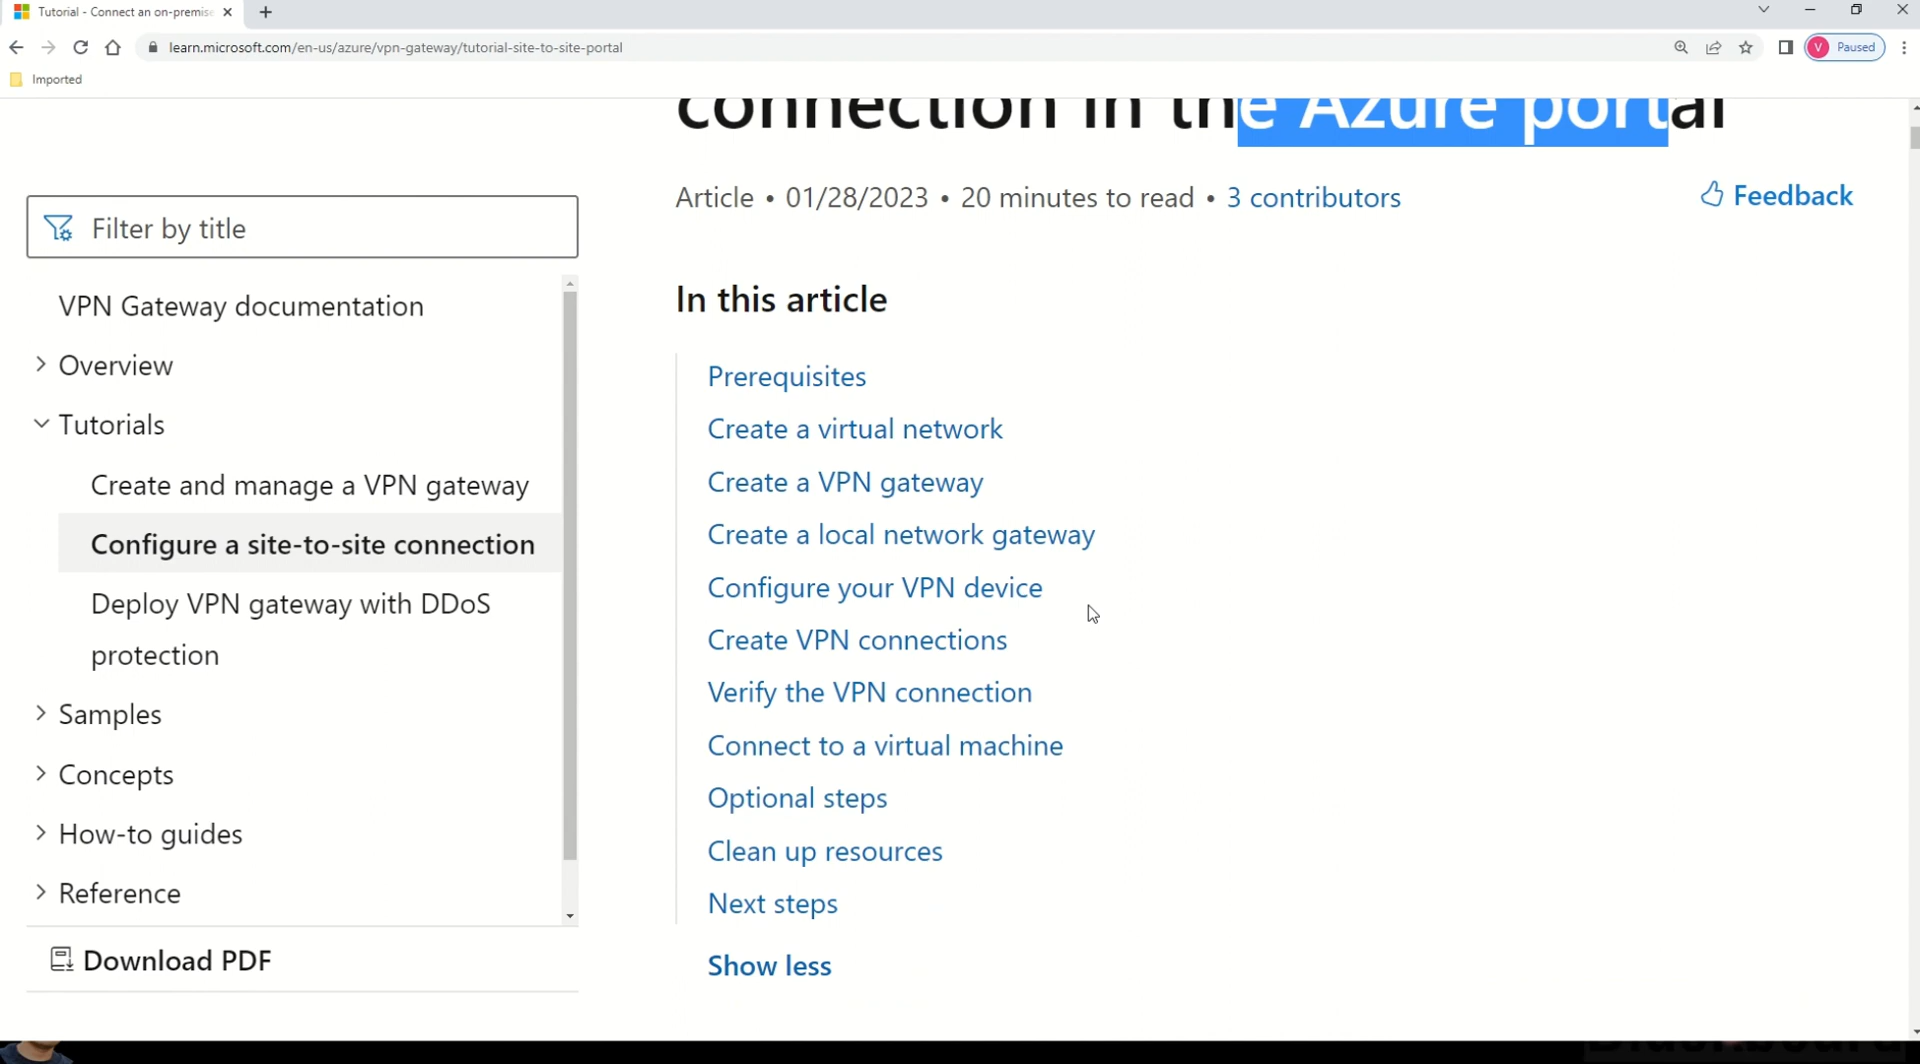 Tutorial - Connect an on-premise
learn.microsoft.com/en-us/azure/vpn-gateway/tutorial-site-to-site-portal
V Paused
Imported
connection in the Azure portal
Article • 01/28/2023 • 20 minutes to read • 3 contributors
Feedback
Filter by title
VPN Gateway documentation
Overview
Tutorials
Create and manage a VPN gateway
Configure a site-to-site connection
Deploy VPN gateway with DDoS
protection
Samples
Concepts
How-to guides
Reference
Download PDF
In this article
Prerequisites
Create a virtual network
Create a VPN gateway
Create a local network gateway
Configure your VPN device
Create VPN connections
Verify the VPN connection
Connect to a virtual machine
Optional steps
Clean up resources
Next steps
Show less